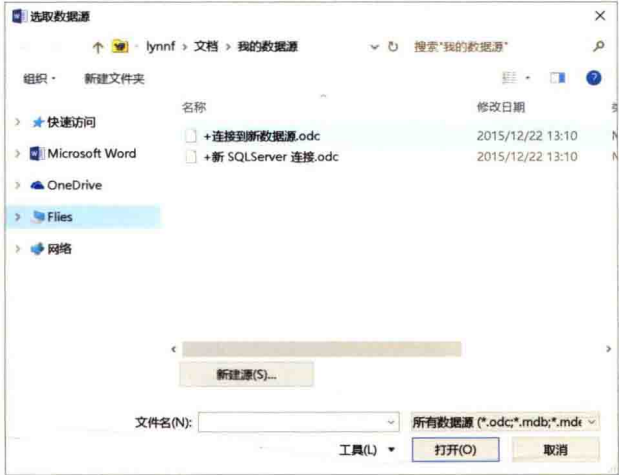 选取数据源
lynnf › 文档 › 我的数据源
搜索"我的数据源"
组织 新建文件夹
名称 修改日期
快速访问
Microsoft Word
OneDrive
Flies
网络
+连接到新数据源.odc 2015/12/22 13:10
+新 SQLServer 连接.odc 2015/12/22 13:10
新建源(S)...
文件名(N):
所有数据源 (*.odc;*.mdb;*.mde
工具(L) 打开(O) 取消